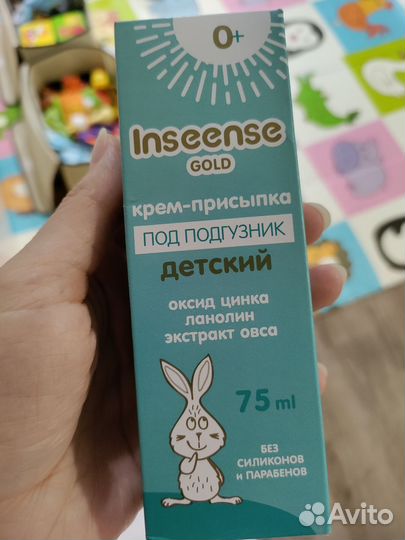 0+
Inseense
GOLD
крем-присыпка
ПОД ПОДГУЗНИК
детский
оксид цинка
ланолин
экстракт овса
75 ml
БЕЗ
СИЛИКОНОВ
И ПАРАБЕНОВ
Avito